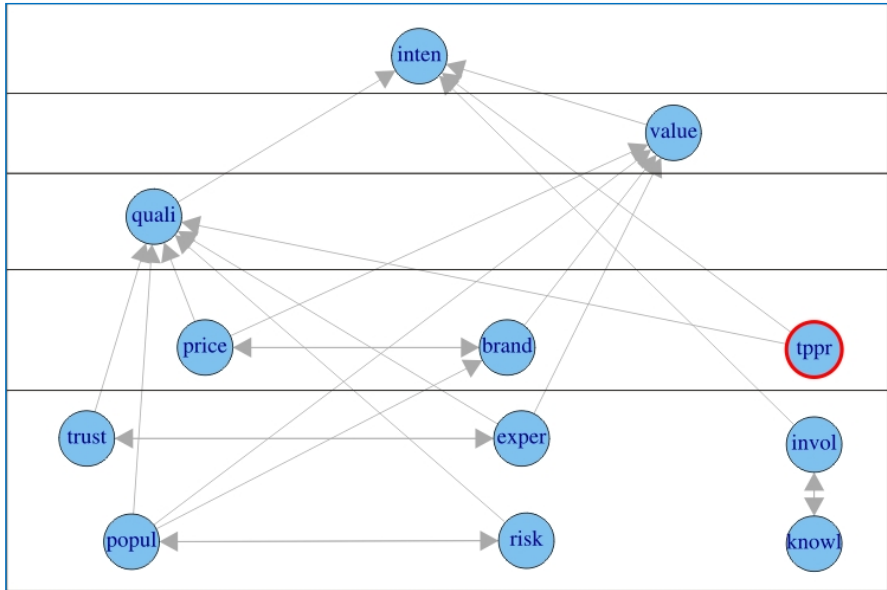 inten
value
quali
price
brand
tppr
trust
exper
invol
popul
risk
knowl